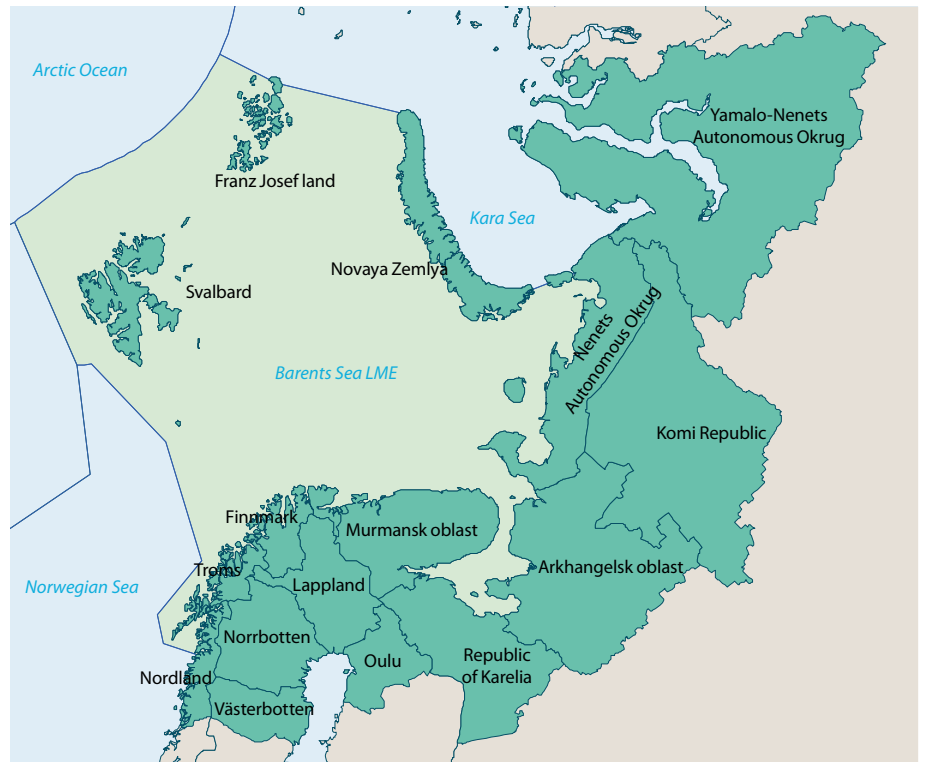 Arctic Ocean
Yamalo-Nenets
Autonomous Okrug
Franz Josef land
Kara Sea
Novaya Zemlya
Svalbard
Nenets
Autonomous Okrug
Barents Sea LME
Komi Republic
Finnmark
Murmansk oblast
Troms
Arkhangelsk oblast
Norwegian Sea
Lappland
Norrbotten
Oulu
Republic
of Karelia
Nordland
Västerbotten